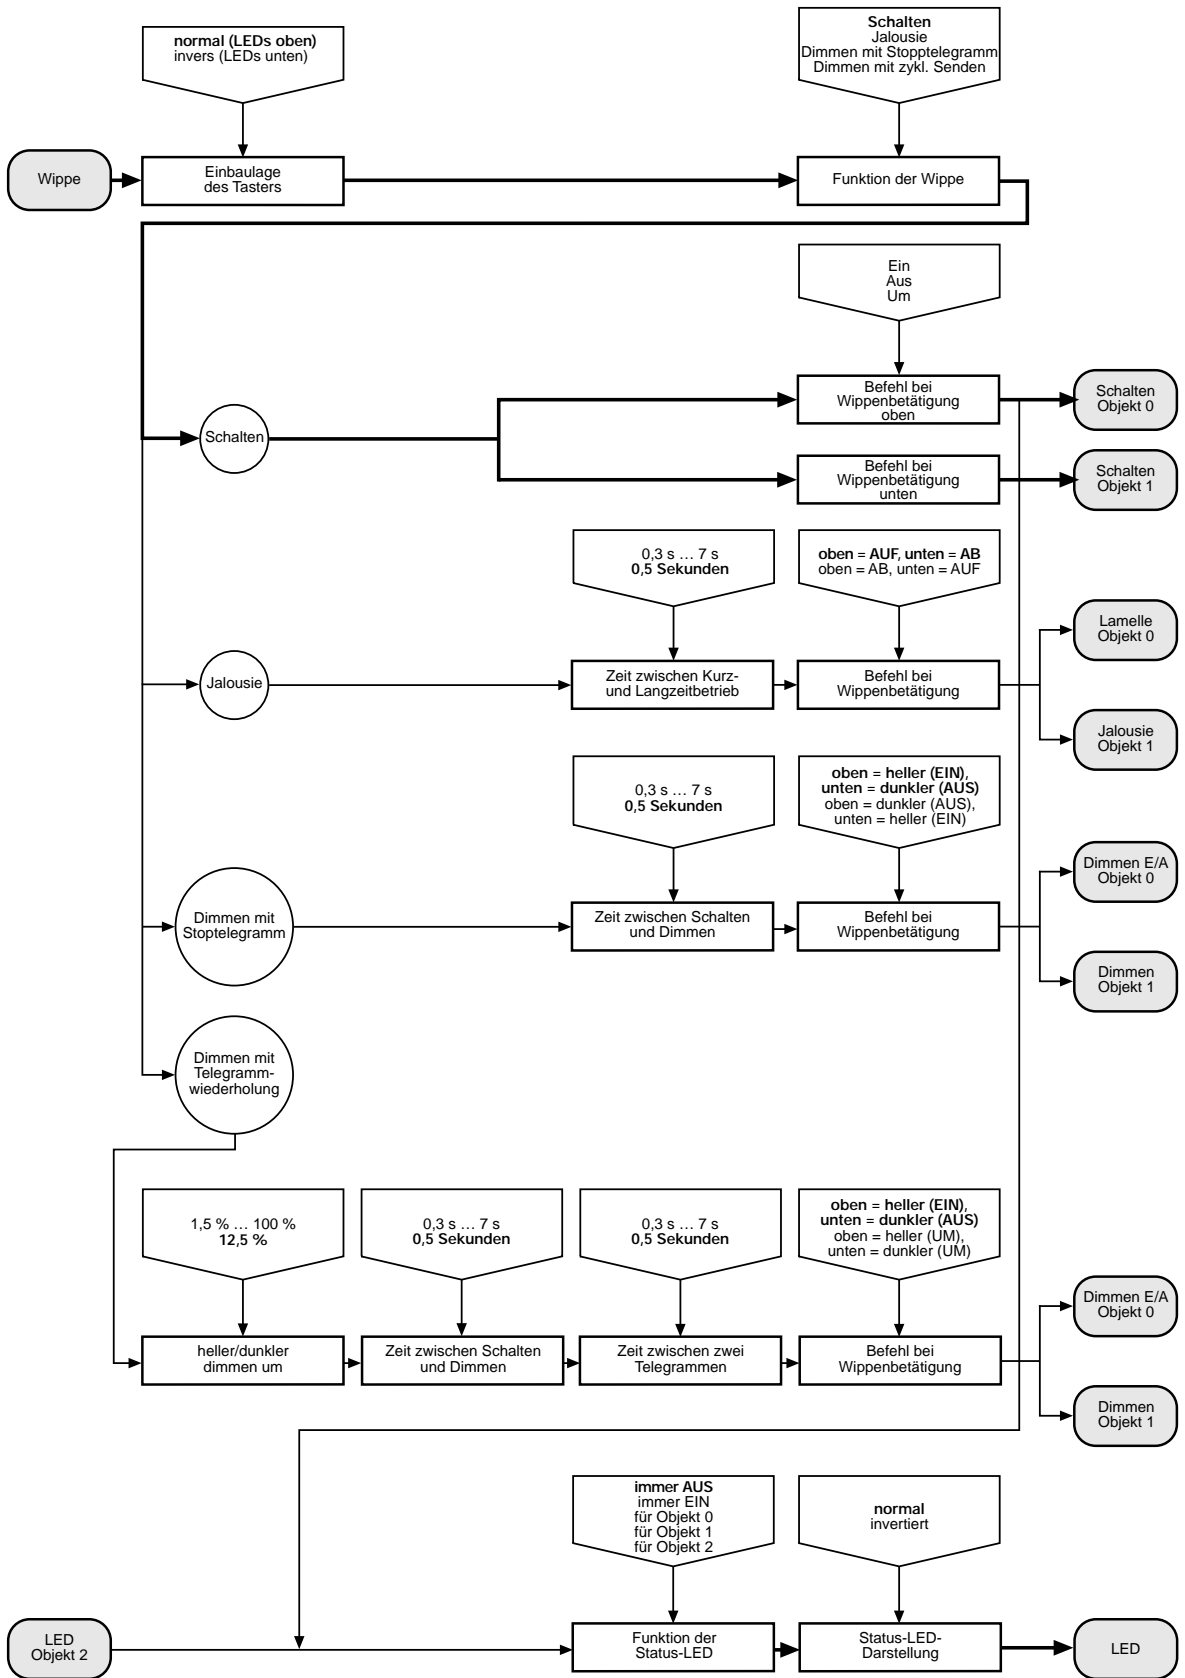 normal (LEDs oben)
invers (LEDs unten)
Schalten
Jalousie
Dimmen mit Stopptelegramm
Dimmen mit zykl. Senden
Wippe
Einbaulage
des Tasters
Funktion der Wippe
Ein
Aus
Um
Schalten
Befehl bei
Wippenbetätigung
oben
Schalten
Objekt 0
Befehl bei
Wippenbetätigung
unten
Schalten
Objekt 1
0,3 s … 7 s
0,5 Sekunden
oben = AUF, unten = AB
oben = AB, unten = AUF
Jalousie
Zeit zwischen Kurz-
und Langzeitbetrieb
Befehl bei
Wippenbetätigung
Lamelle
Objekt 0
Jalousie
Objekt 1
0,3 s … 7 s
0,5 Sekunden
oben = heller (EIN),
unten = dunkler (AUS)
oben = dunkler (AUS),
unten = heller (EIN)
Dimmen mit
Stoptelegramm
Zeit zwischen Schalten
und Dimmen
Befehl bei
Wippenbetätigung
Dimmen E/A
Objekt 0
Dimmen
Objekt 1
Dimmen mit
Telegramm-
wiederholung
1,5 % … 100 %
12,5 %
0,3 s … 7 s
0,5 Sekunden
0,3 s … 7 s
0,5 Sekunden
oben = heller (EIN),
unten = dunkler (AUS)
oben = heller (UM),
unten = dunkler (UM)
heller/dunkler
dimmen um
Zeit zwischen Schalten
und Dimmen
Zeit zwischen zwei
Telegrammen
Befehl bei
Wippenbetätigung
Dimmen E/A
Objekt 0
Dimmen
Objekt 1
immer AUS
immer EIN
für Objekt 0
für Objekt 1
für Objekt 2
normal
invertiert
LED
Objekt 2
Funktion der
Status-LED
Status-LED-
Darstellung
LED